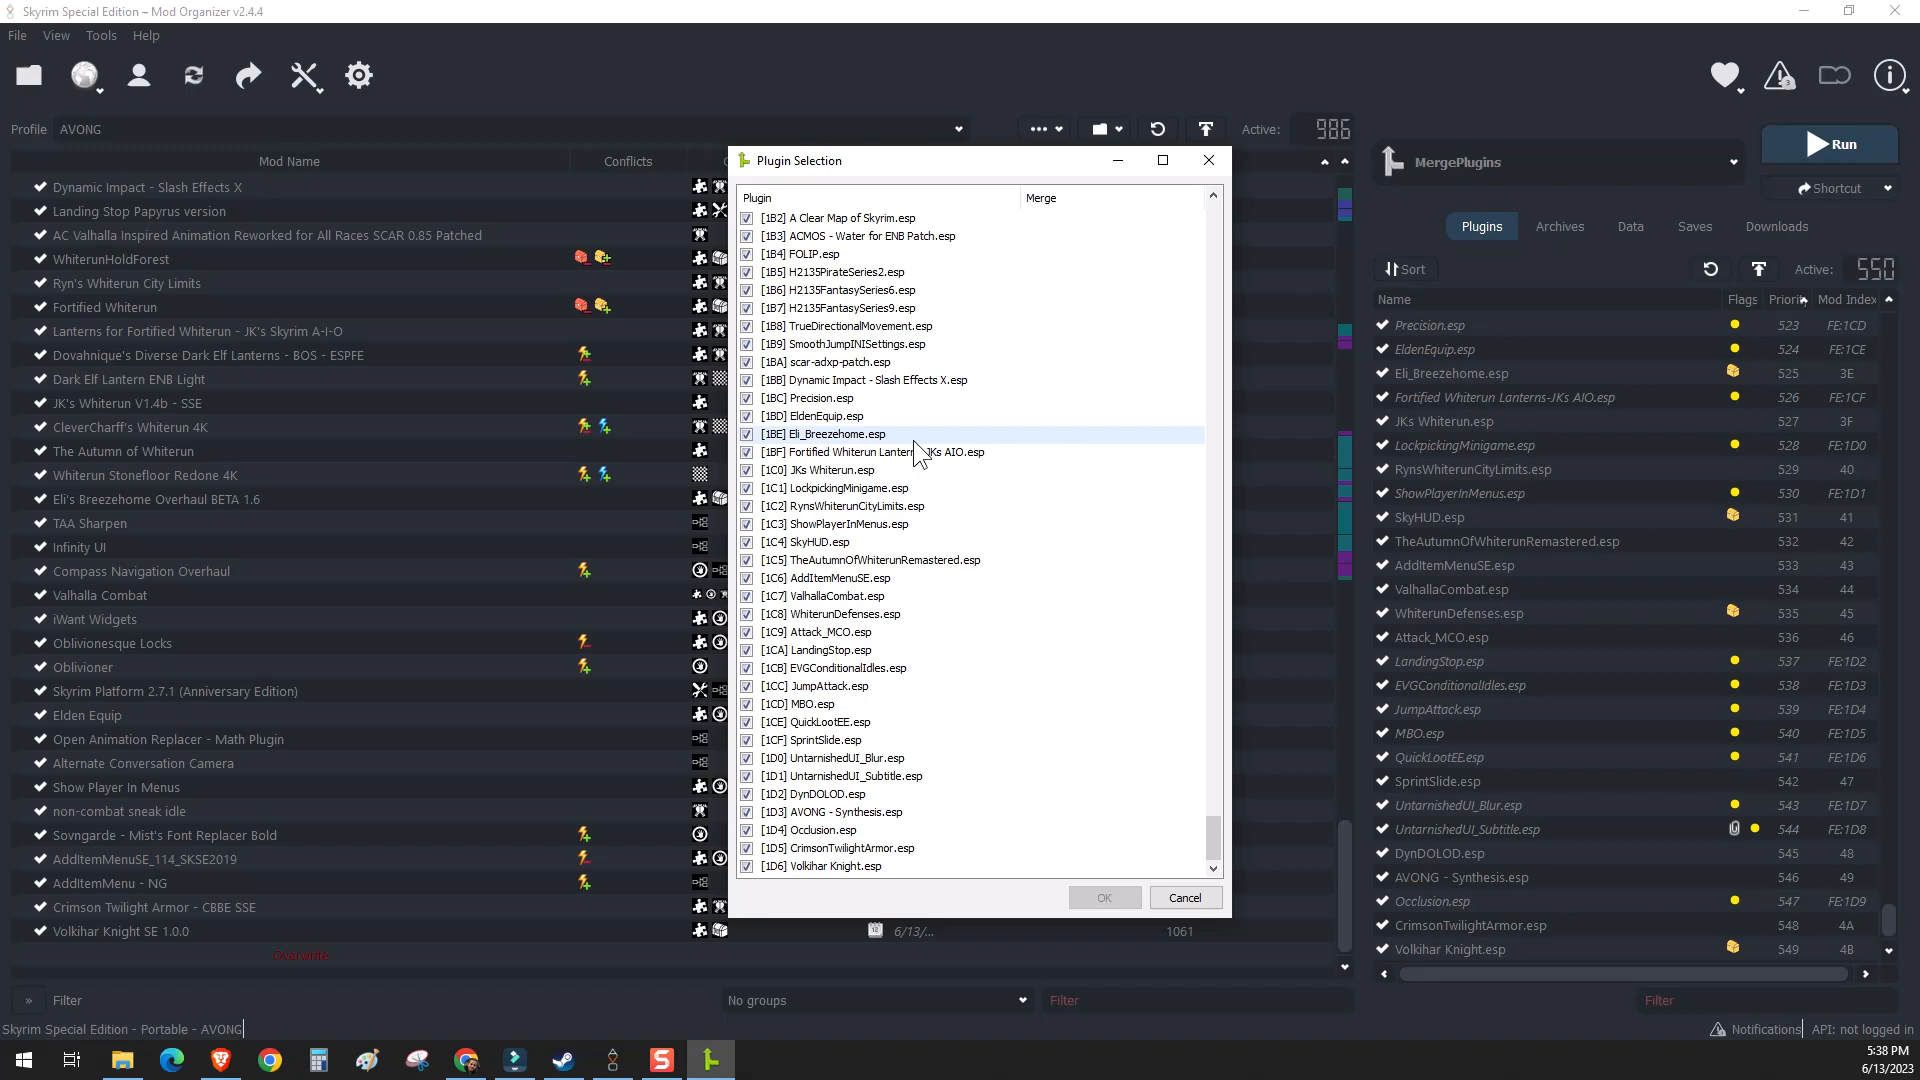 Skyrim Special Edition – Mod Organizer v2.4.4
File View Tools Help
Profile AVONG Active: 986
Mod Name Conflicts
Dynamic Impact - Slash Effects X
Landing Stop Papyrus version
AC Valhalla Inspired Animation Reworked for All Races SCAR 0.85 Patched
WhiterunHoldForest
Ryn's Whiterun City Limits
Fortified Whiterun
Lanterns for Fortified Whiterun - JK's Skyrim A-I-O
Dovahnique's Diverse Dark Elf Lanterns - BOS - ESPFE
Dark Elf Lantern ENB Light
JK's Whiterun V1.4b - SSE
CleverCharff's Whiterun 4K
The Autumn of Whiterun
Whiterun Stonefloor Redone 4K
Eli's Breezehome Overhaul BETA 1.6
TAA Sharpen
Infinity UI
Compass Navigation Overhaul
Valhalla Combat
iWant Widgets
Oblivionesque Locks
Oblivioner
Skyrim Platform 2.7.1 (Anniversary Edition)
Elden Equip
Open Animation Replacer - Math Plugin
Alternate Conversation Camera
Show Player In Menus
non-combat sneak idle
Sovngarde - Mist's Font Replacer Bold
AddItemMenuSE_114_SKSE2019
AddItemMenu - NG
Crimson Twilight Armor - CBBE SSE
Volkihar Knight SE 1.0.0 6/13/... 1061
Overwrite
» Filter No groups Filter
Plugin Selection
Plugin Merge
[1B2] A Clear Map of Skyrim.esp
[1B3] ACMOS - Water for ENB Patch.esp
[1B4] FOLIP.esp
[1B5] H2135PirateSeries2.esp
[1B6] H2135FantasySeries6.esp
[1B7] H2135FantasySeries9.esp
[1B8] TrueDirectionalMovement.esp
[1B9] SmoothJumpINISettings.esp
[1BA] scar-adxp-patch.esp
[1BB] Dynamic Impact - Slash Effects X.esp
[1BC] Precision.esp
[1BD] EldenEquip.esp
[1BE] Eli_Breezehome.esp
[1BF] Fortified Whiterun JKs AIO.esp
[1C0] JKs Whiterun.esp
[1C1] LockpickingMinigame.esp
[1C2] RynsWhiterunCityLimits.esp
[1C3] ShowPlayerInMenus.esp
[1C4] SkyHUD.esp
[1C5] TheAutumnOfWhiterunRemastered.esp
[1C6] AddItemMenuSE.esp
[1C7] ValhallaCombat.esp
[1C8] WhiterunDefenses.esp
[1C9] Attack_MCO.esp
[1CA] LandingStop.esp
[1CB] EVGConditionalIdles.esp
[1CC] JumpAttack.esp
[1CD] MBO.esp
[1CE] QuickLootEE.esp
[1CF] SprintSlide.esp
[1D0] UntarnishedUI_Blur.esp
[1D1] UntarnishedUI_Subtitle.esp
[1D2] DynDOLOD.esp
[1D3] AVONG - Synthesis.esp
[1D4] Occlusion.esp
[1D5] CrimsonTwilightArmor.esp
[1D6] Volkihar Knight.esp
OK Cancel
MergePlugins Run
Shortcut
Plugins Archives Data Saves Downloads
Sort Active: 550
Name Flags Priorit Mod Index
Precision.esp 523 FE:1CD
EldenEquip.esp 524 FE:1CE
Eli_Breezehome.esp 525 3E
Fortified Whiterun Lanterns-JKs AIO.esp 526 FE:1CF
JKs Whiterun.esp 527 3F
LockpickingMinigame.esp 528 FE:1D0
RynsWhiterunCityLimits.esp 529 40
ShowPlayerInMenus.esp 530 FE:1D1
SkyHUD.esp 531 41
TheAutumnOfWhiterunRemastered.esp 532 42
AddItemMenuSE.esp 533 43
ValhallaCombat.esp 534 44
WhiterunDefenses.esp 535 45
Attack_MCO.esp 536 46
LandingStop.esp 537 FE:1D2
EVGConditionalIdles.esp 538 FE:1D3
JumpAttack.esp 539 FE:1D4
MBO.esp 540 FE:1D5
QuickLootEE.esp 541 FE:1D6
SprintSlide.esp 542 47
UntarnishedUI_Blur.esp 543 FE:1D7
UntarnishedUI_Subtitle.esp 544 FE:1D8
DynDOLOD.esp 545 48
AVONG - Synthesis.esp 546 49
Occlusion.esp 547 FE:1D9
CrimsonTwilightArmor.esp 548 4A
Volkihar Knight.esp 549 4B
Filter
Skyrim Special Edition - Portable - AVONG Notifications API: not logged in
5:38 PM
6/13/2023